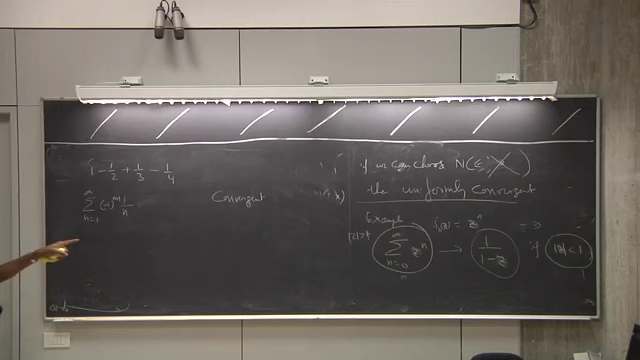 1 - 1/2 + 1/3 - 1/4
∞ Σ n=1 (-1)^{n+1} 1/n
Convergent
if we can choose N(ε, X)
the uniformly convergent
Example f_n(z) = z^n ⇒
|z|>1 ∞ Σ n=0 z^n → 1/(1-z) if |z| < 1
n